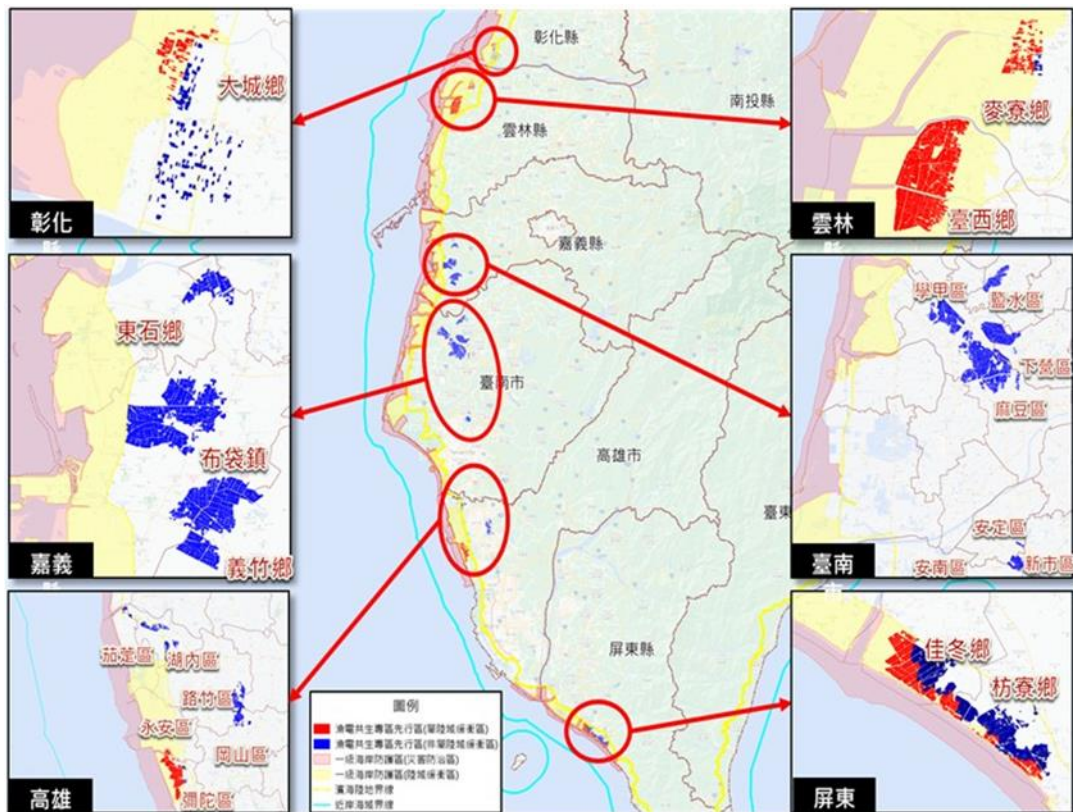 大城鄉
彰化
東石鄉
布袋鎮
義竹鄉
嘉義
茄萣區
湖內區
路竹區
永安區
岡山區
彌陀區
高雄
彰化縣
南投縣
雲林縣
嘉義縣
臺南市
高雄市
臺東
屏東縣
圖例
漁電共生專區先行區(單陸域緩衝區)
漁電共生專區先行區(非單陸域緩衝區)
一級海岸防護區(災害防治區)
一級海岸防護區(陸域緩衝區)
濱海陸地界線
近岸海域界線
麥寮鄉
臺西鄉
雲林
學甲區
鹽水區
下營區
麻豆區
安定區
安南區
新市區
臺南
佳冬鄉
枋寮鄉
屏東